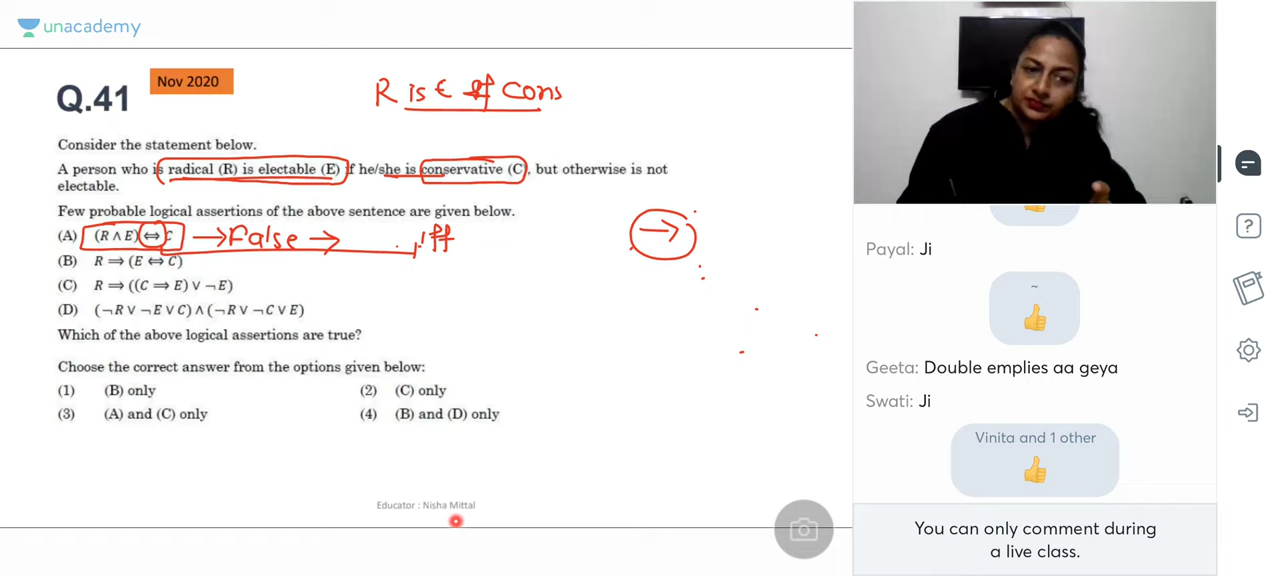 unacademy
Nov 2020
Q.41
R is E iff Cons
Consider the statement below.
A person who is radical (R) is electable (E) if he/she is conservative (C), but otherwise is not
electable.
Few probable logical assertions of the above sentence are given below.
(A) (R ∧ E) ⇔ C → False → iff
(B) R ⇒ (E ⇔ C)
(C) R ⇒ ((C ⇒ E) ∨ ¬E)
(D) (¬R ∨ ¬E ∨ C) ∧ (¬R ∨ ¬C ∨ E)
Which of the above logical assertions are true?
Choose the correct answer from the options given below:
(1) (B) only (2) (C) only
(3) (A) and (C) only (4) (B) and (D) only
Educator : Nisha Mittal
Payal: Ji
~
Geeta: Double emplies aa geya
Swati: Ji
Vinita and 1 other
You can only comment during
a live class.